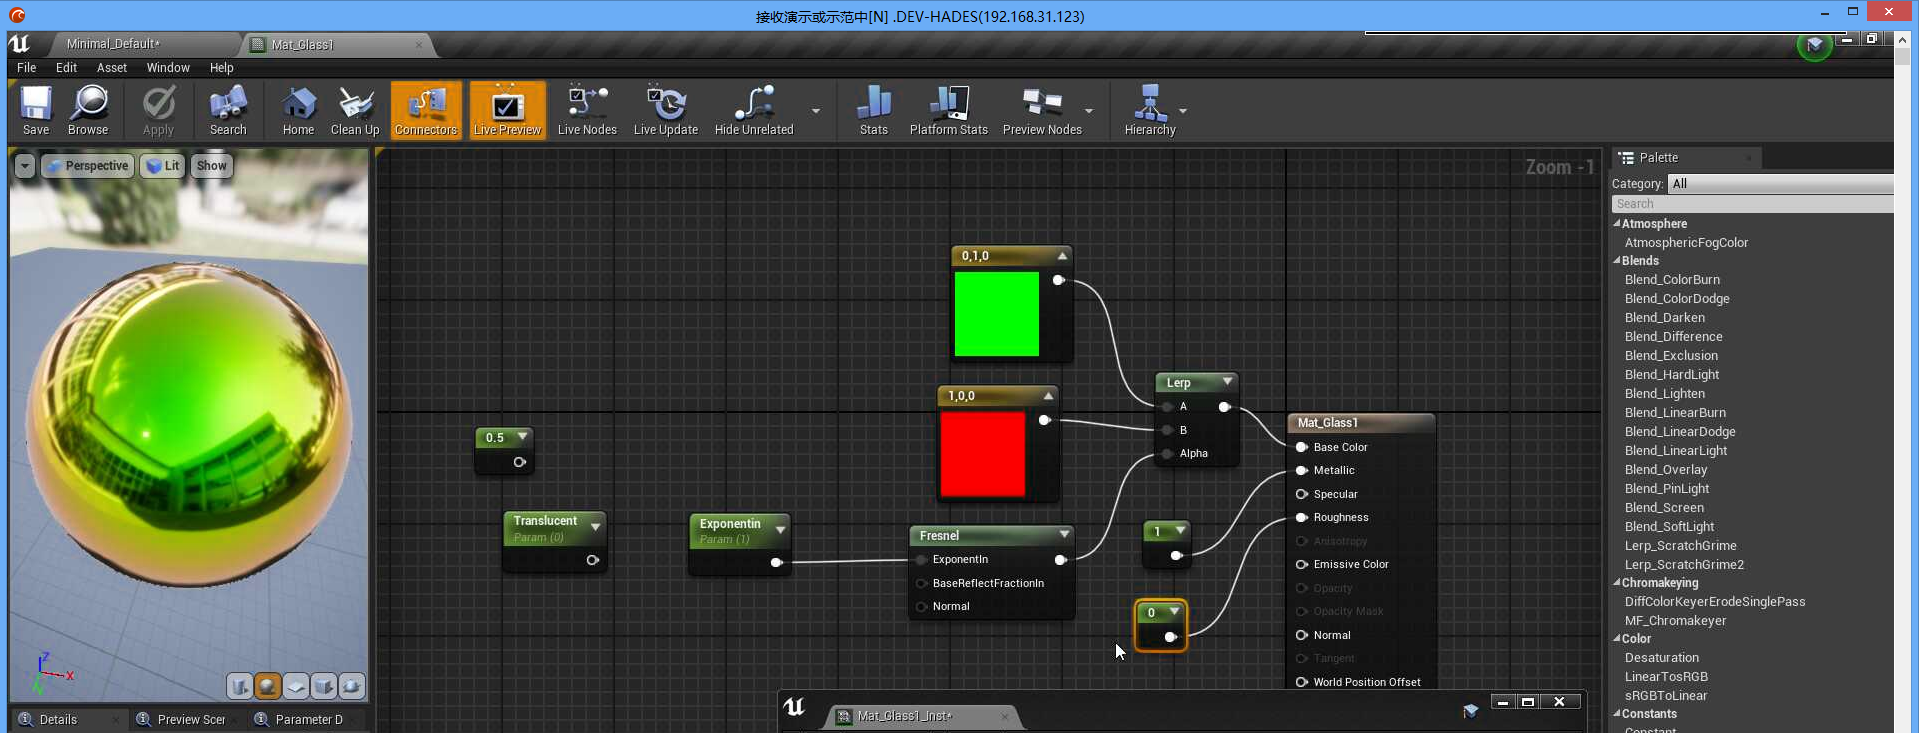 接收演示或示范中[N] .DEV-HADES(192.168.31.123)
Minimal_Default*
Mat_Glass1
File Edit Asset Window Help
Save Browse Apply Search Home Clean Up Connectors Live Preview Live Nodes Live Update Hide Unrelated Stats Platform Stats Preview Nodes Hierarchy
Perspective Lit Show
Zoom -1
0,1,0
1,0,0
0.5
Translucent
Param (0)
Exponentin
Param (1)
Fresnel
ExponentIn
BaseReflectFractionIn
Normal
Lerp
A
B
Alpha
1
0
Mat_Glass1
Base Color
Metallic
Specular
Roughness
Anisotropy
Emissive Color
Opacity
Opacity Mask
Normal
Tangent
World Position Offset
Z
X
Details
Preview Scer
Parameter D
Mat_Glass1_Inst*
Palette
Category: All
Search
Atmosphere
AtmosphericFogColor
Blends
Blend_ColorBurn
Blend_ColorDodge
Blend_Darken
Blend_Difference
Blend_Exclusion
Blend_HardLight
Blend_Lighten
Blend_LinearBurn
Blend_LinearDodge
Blend_LinearLight
Blend_Overlay
Blend_PinLight
Blend_Screen
Blend_SoftLight
Lerp_ScratchGrime
Lerp_ScratchGrime2
Chromakeying
DiffColorKeyerErodeSinglePass
MF_Chromakeyer
Color
Desaturation
LinearTosRGB
sRGBToLinear
Constants
Constant